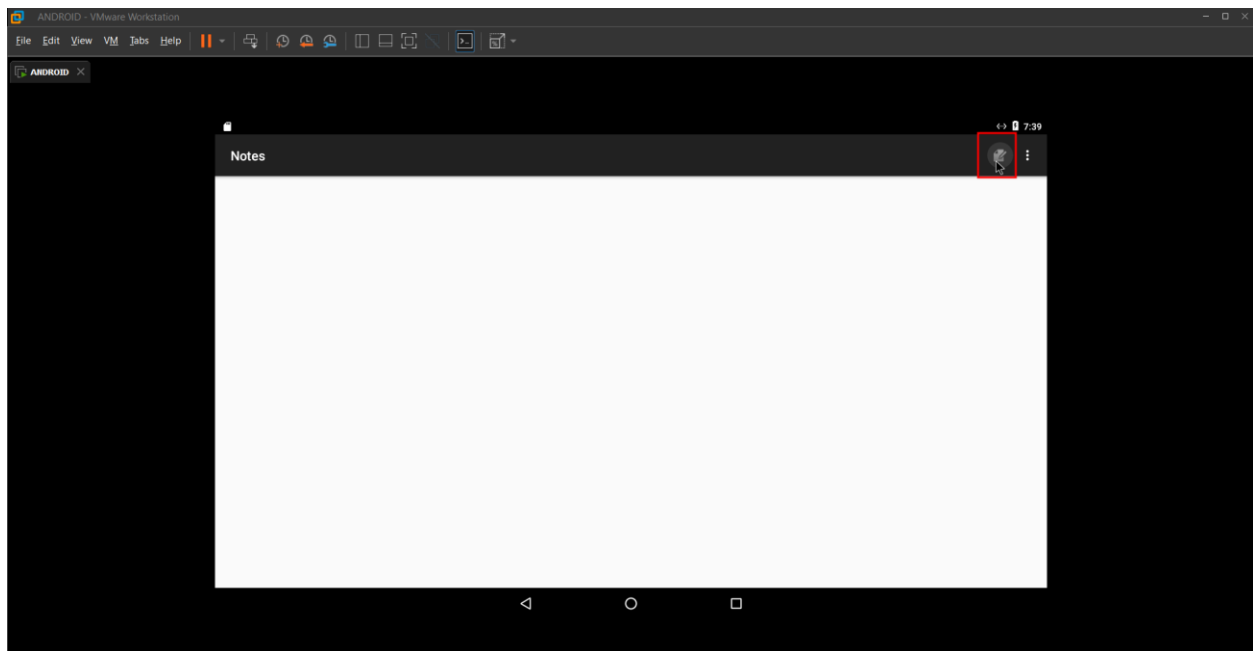 ANDROID - VMware Workstation
File Edit View VM Tabs Help
ANDROID
7:39
Notes